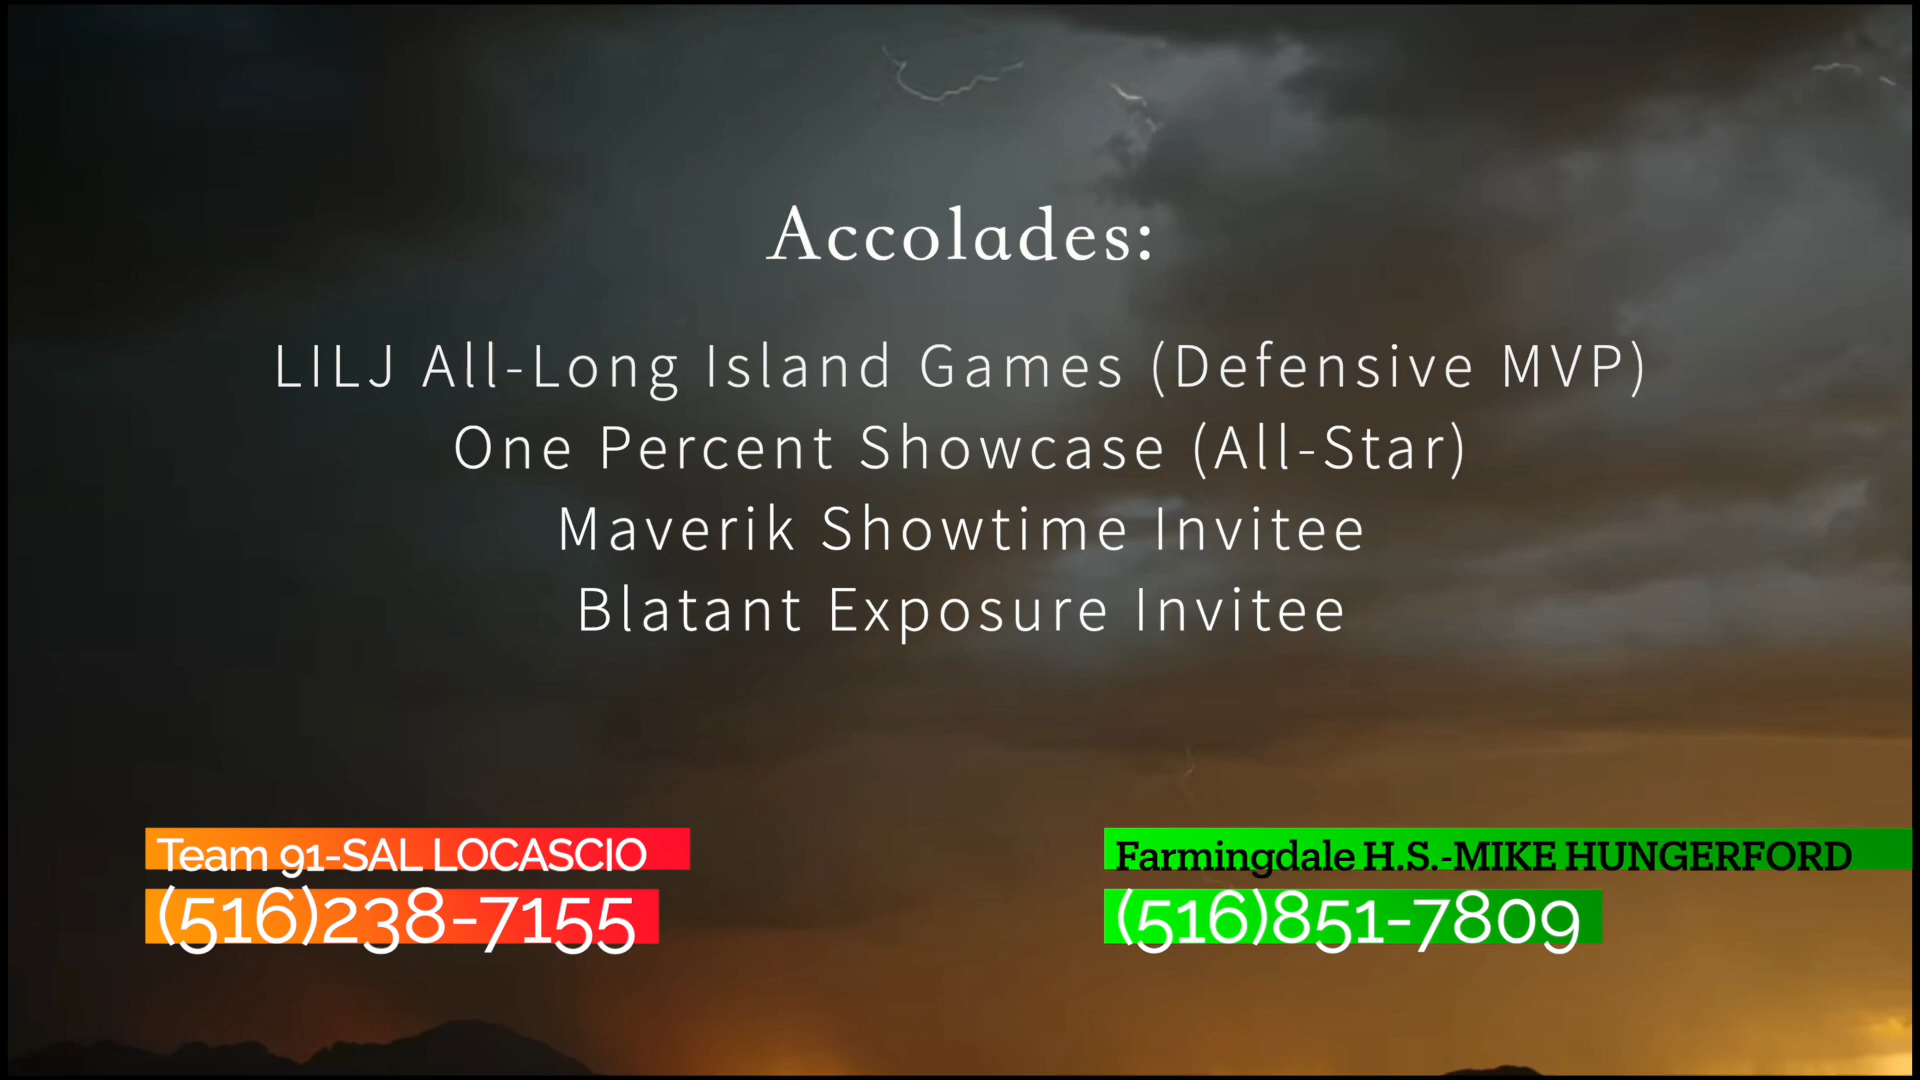 Accolades:
LILJ All-Long Island Games (Defensive MVP)
One Percent Showcase (All-Star)
Maverik Showtime Invitee
Blatant Exposure Invitee
Team 91-SAL LOCASCIO
(516)238-7155
Farmingdale H.S.-MIKE HUNGERFORD
(516)851-7809